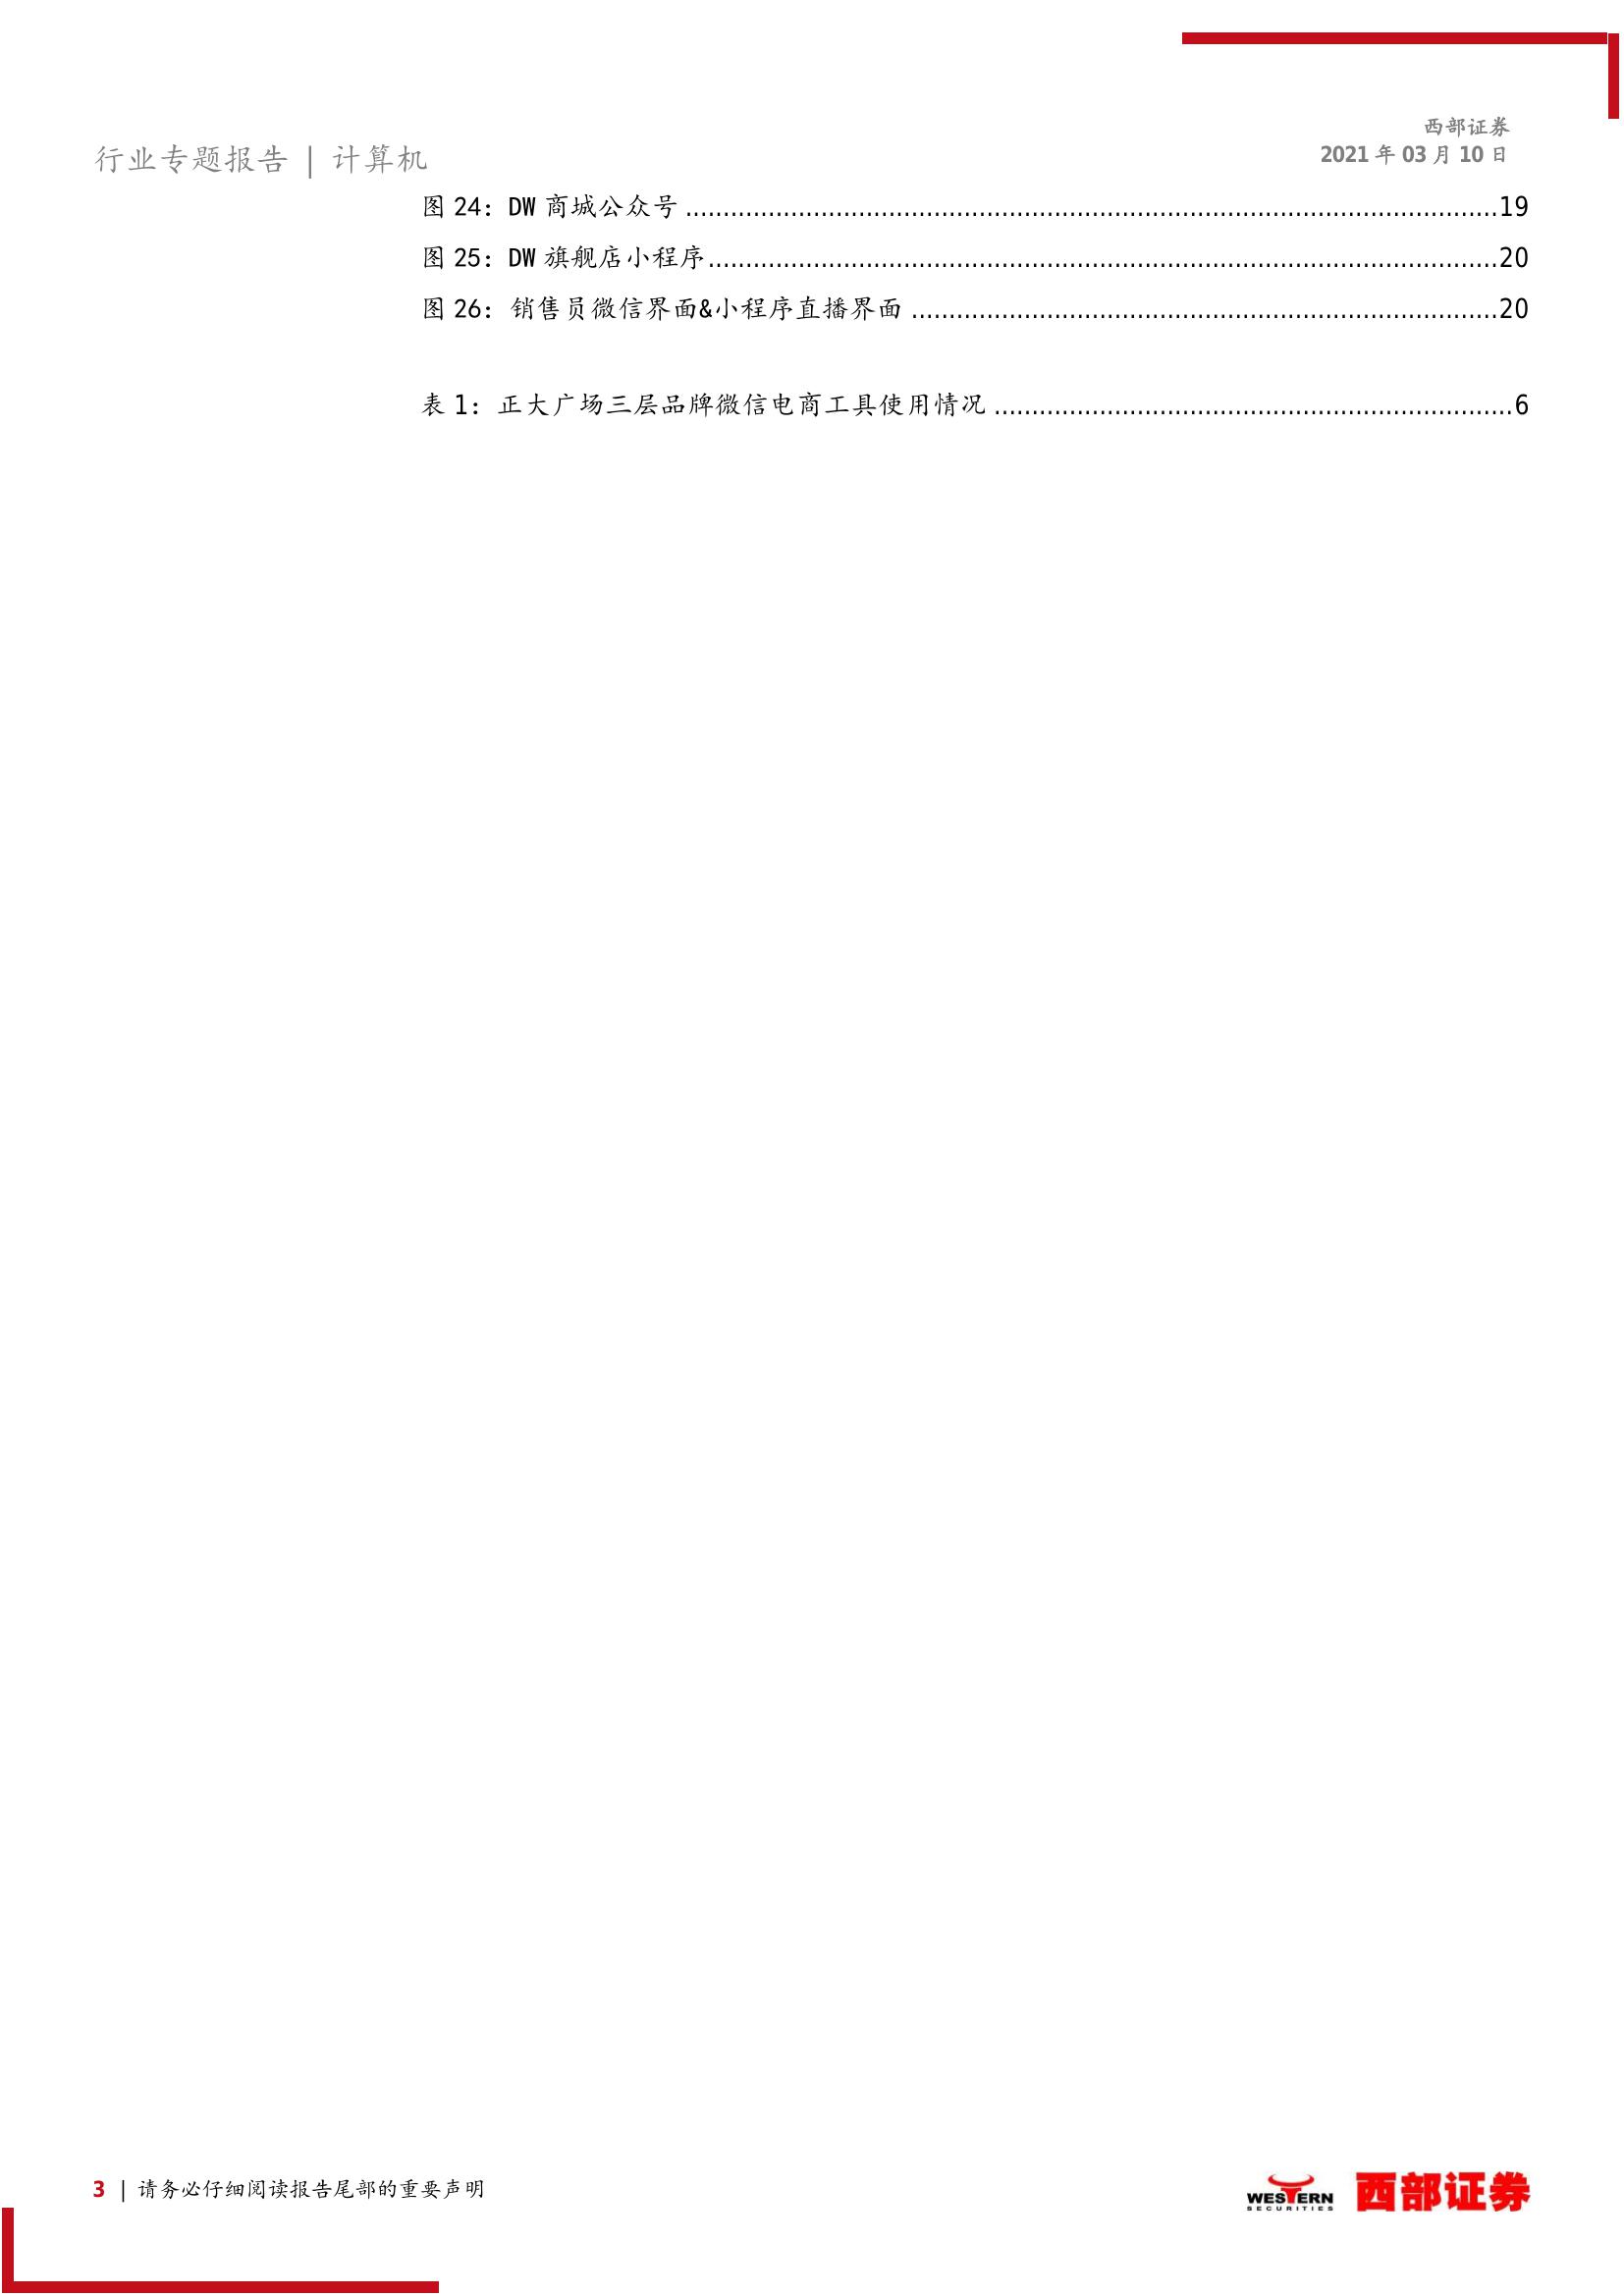 西部证券
行业专题报告 | 计算机
2021 年 03 月 10 日
图 24：DW 商城公众号 ........................................................................................................19
图 25：DW 旗舰店小程序.....................................................................................................20
图 26：销售员微信界面&小程序直播界面 ...........................................................................20
表 1：正大广场三层品牌微信电商工具使用情况 ..................................................................6
3 | 请务必仔细阅读报告尾部的重要声明
WESTERN
SECURITIES
西部证券